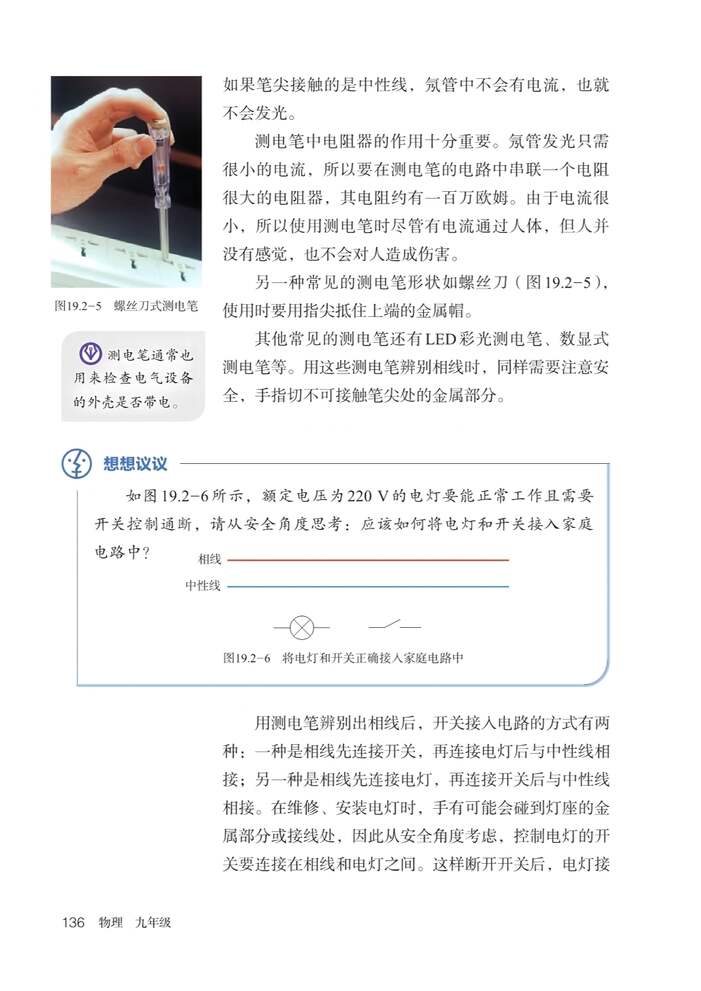 如果笔尖接触的是中性线，氖管中不会有电流，也就
不会发光。
测电笔中电阻器的作用十分重要。氖管发光只需
很小的电流，所以要在测电笔的电路中串联一个电阻
很大的电阻器，其电阻约有一百万欧姆。由于电流很
小，所以使用测电笔时尽管有电流通过人体，但人并
没有感觉，也不会对人造成伤害。
另一种常见的测电笔形状如螺丝刀（图19.2-5），
使用时要用指尖抵住上端的金属帽。
其他常见的测电笔还有LED彩光测电笔、数显式
测电笔等。用这些测电笔辨别相线时，同样需要注意安
全，手指切不可接触笔尖处的金属部分。
图19.2-5 螺丝刀式测电笔
测电笔通常也
用来检查电气设备
的外壳是否带电。
想想议议
如图19.2-6所示，额定电压为220 V的电灯要能正常工作且需要
开关控制通断，请从安全角度思考：应该如何将电灯和开关接入家庭
电路中？
相线
中性线
图19.2-6 将电灯和开关正确接入家庭电路中
用测电笔辨别出相线后，开关接入电路的方式有两
种：一种是相线先连接开关，再连接电灯后与中性线相
接；另一种是相线先连接电灯，再连接开关后与中性线
相接。在维修、安装电灯时，手有可能会碰到灯座的金
属部分或接线处，因此从安全角度考虑，控制电灯的开
关要连接在相线和电灯之间。这样断开开关后，电灯接
136 物理 九年级